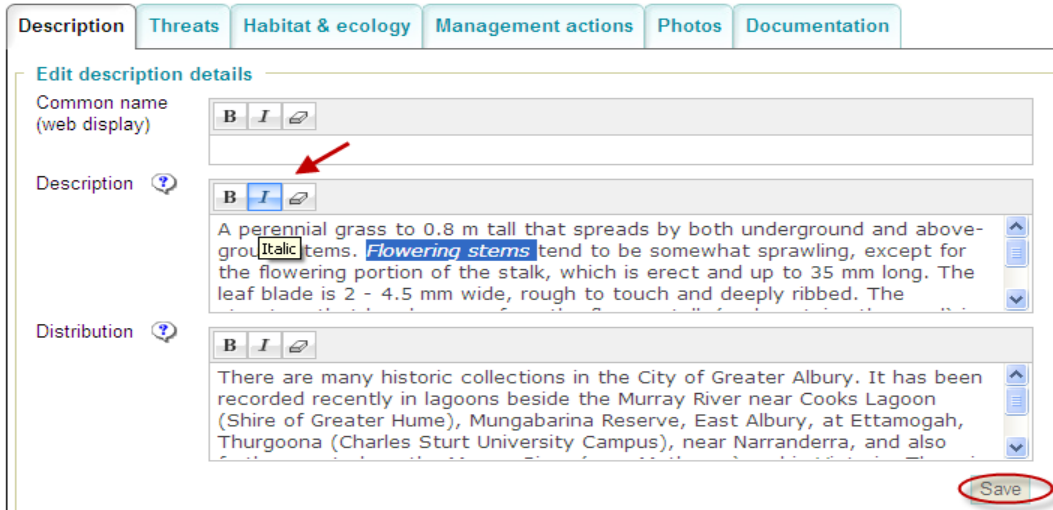 Description Threats Habitat & ecology Management actions Photos Documentation
Edit description details
Common name
(web display)
B I
Description ?
B I
A perennial grass to 0.8 m tall that spreads by both underground and above-
grou Italic tems. Flowering stems tend to be somewhat sprawling, except for
the flowering portion of the stalk, which is erect and up to 35 mm long. The
leaf blade is 2 - 4.5 mm wide, rough to touch and deeply ribbed. The
Distribution ?
B I
There are many historic collections in the City of Greater Albury. It has been
recorded recently in lagoons beside the Murray River near Cooks Lagoon
(Shire of Greater Hume), Mungabarina Reserve, East Albury, at Ettamogah,
Thurgoona (Charles Sturt University Campus), near Narranderra, and also
Save